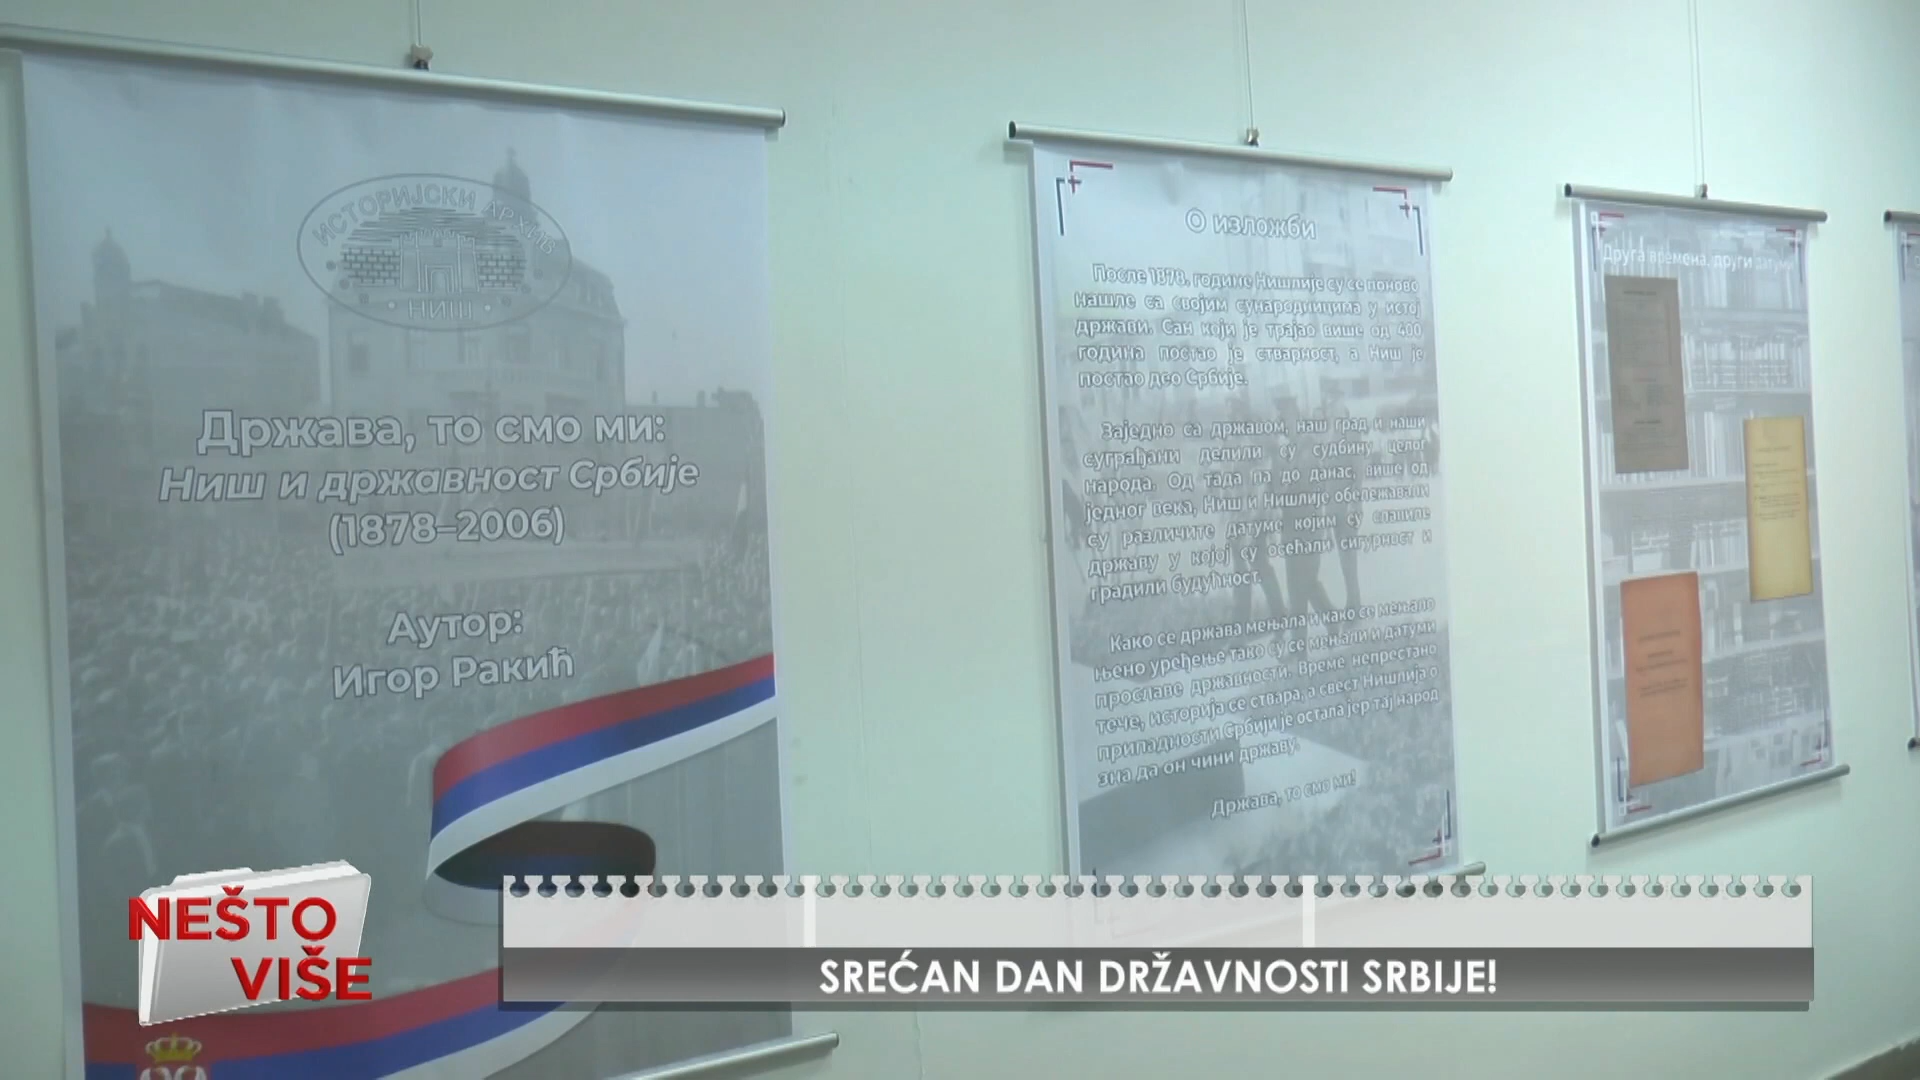 ИСТОРИЈСКИ АРХИВ
НИШ
Држава, то смо ми:
Ниш и државност Србије
(1878–2006)
Аутор:
Игор Ракић
О изложби
После 1878. године Нишлије су се поново
нашле са својим сународницима у истој
држави. Сан који је трајао више од 400
година постао је стварност, а Ниш је
постао део Србије.
Заједно са државом, наш град и наши
суграђани делили су судбину целог
народа. Од тада па до данас, више од
једног века, Ниш и Нишлије обележавали
су различите датуме којим су славиле
државу у којој су осећали сигурност и
градили будућност.
Како се држава мењала и како се мењало
њено уређење тако су се мењали и датуми
прославе државности. Време непрестано
тече, историја се ствара, а свест Нишлија о
припадности Србији је остала јер тај народ
зна да он чини државу.
Држава, то смо ми!
Друга времена, други датуми
NEŠTO
VIŠE
SREĆAN DAN DRŽAVNOSTI SRBIJE!